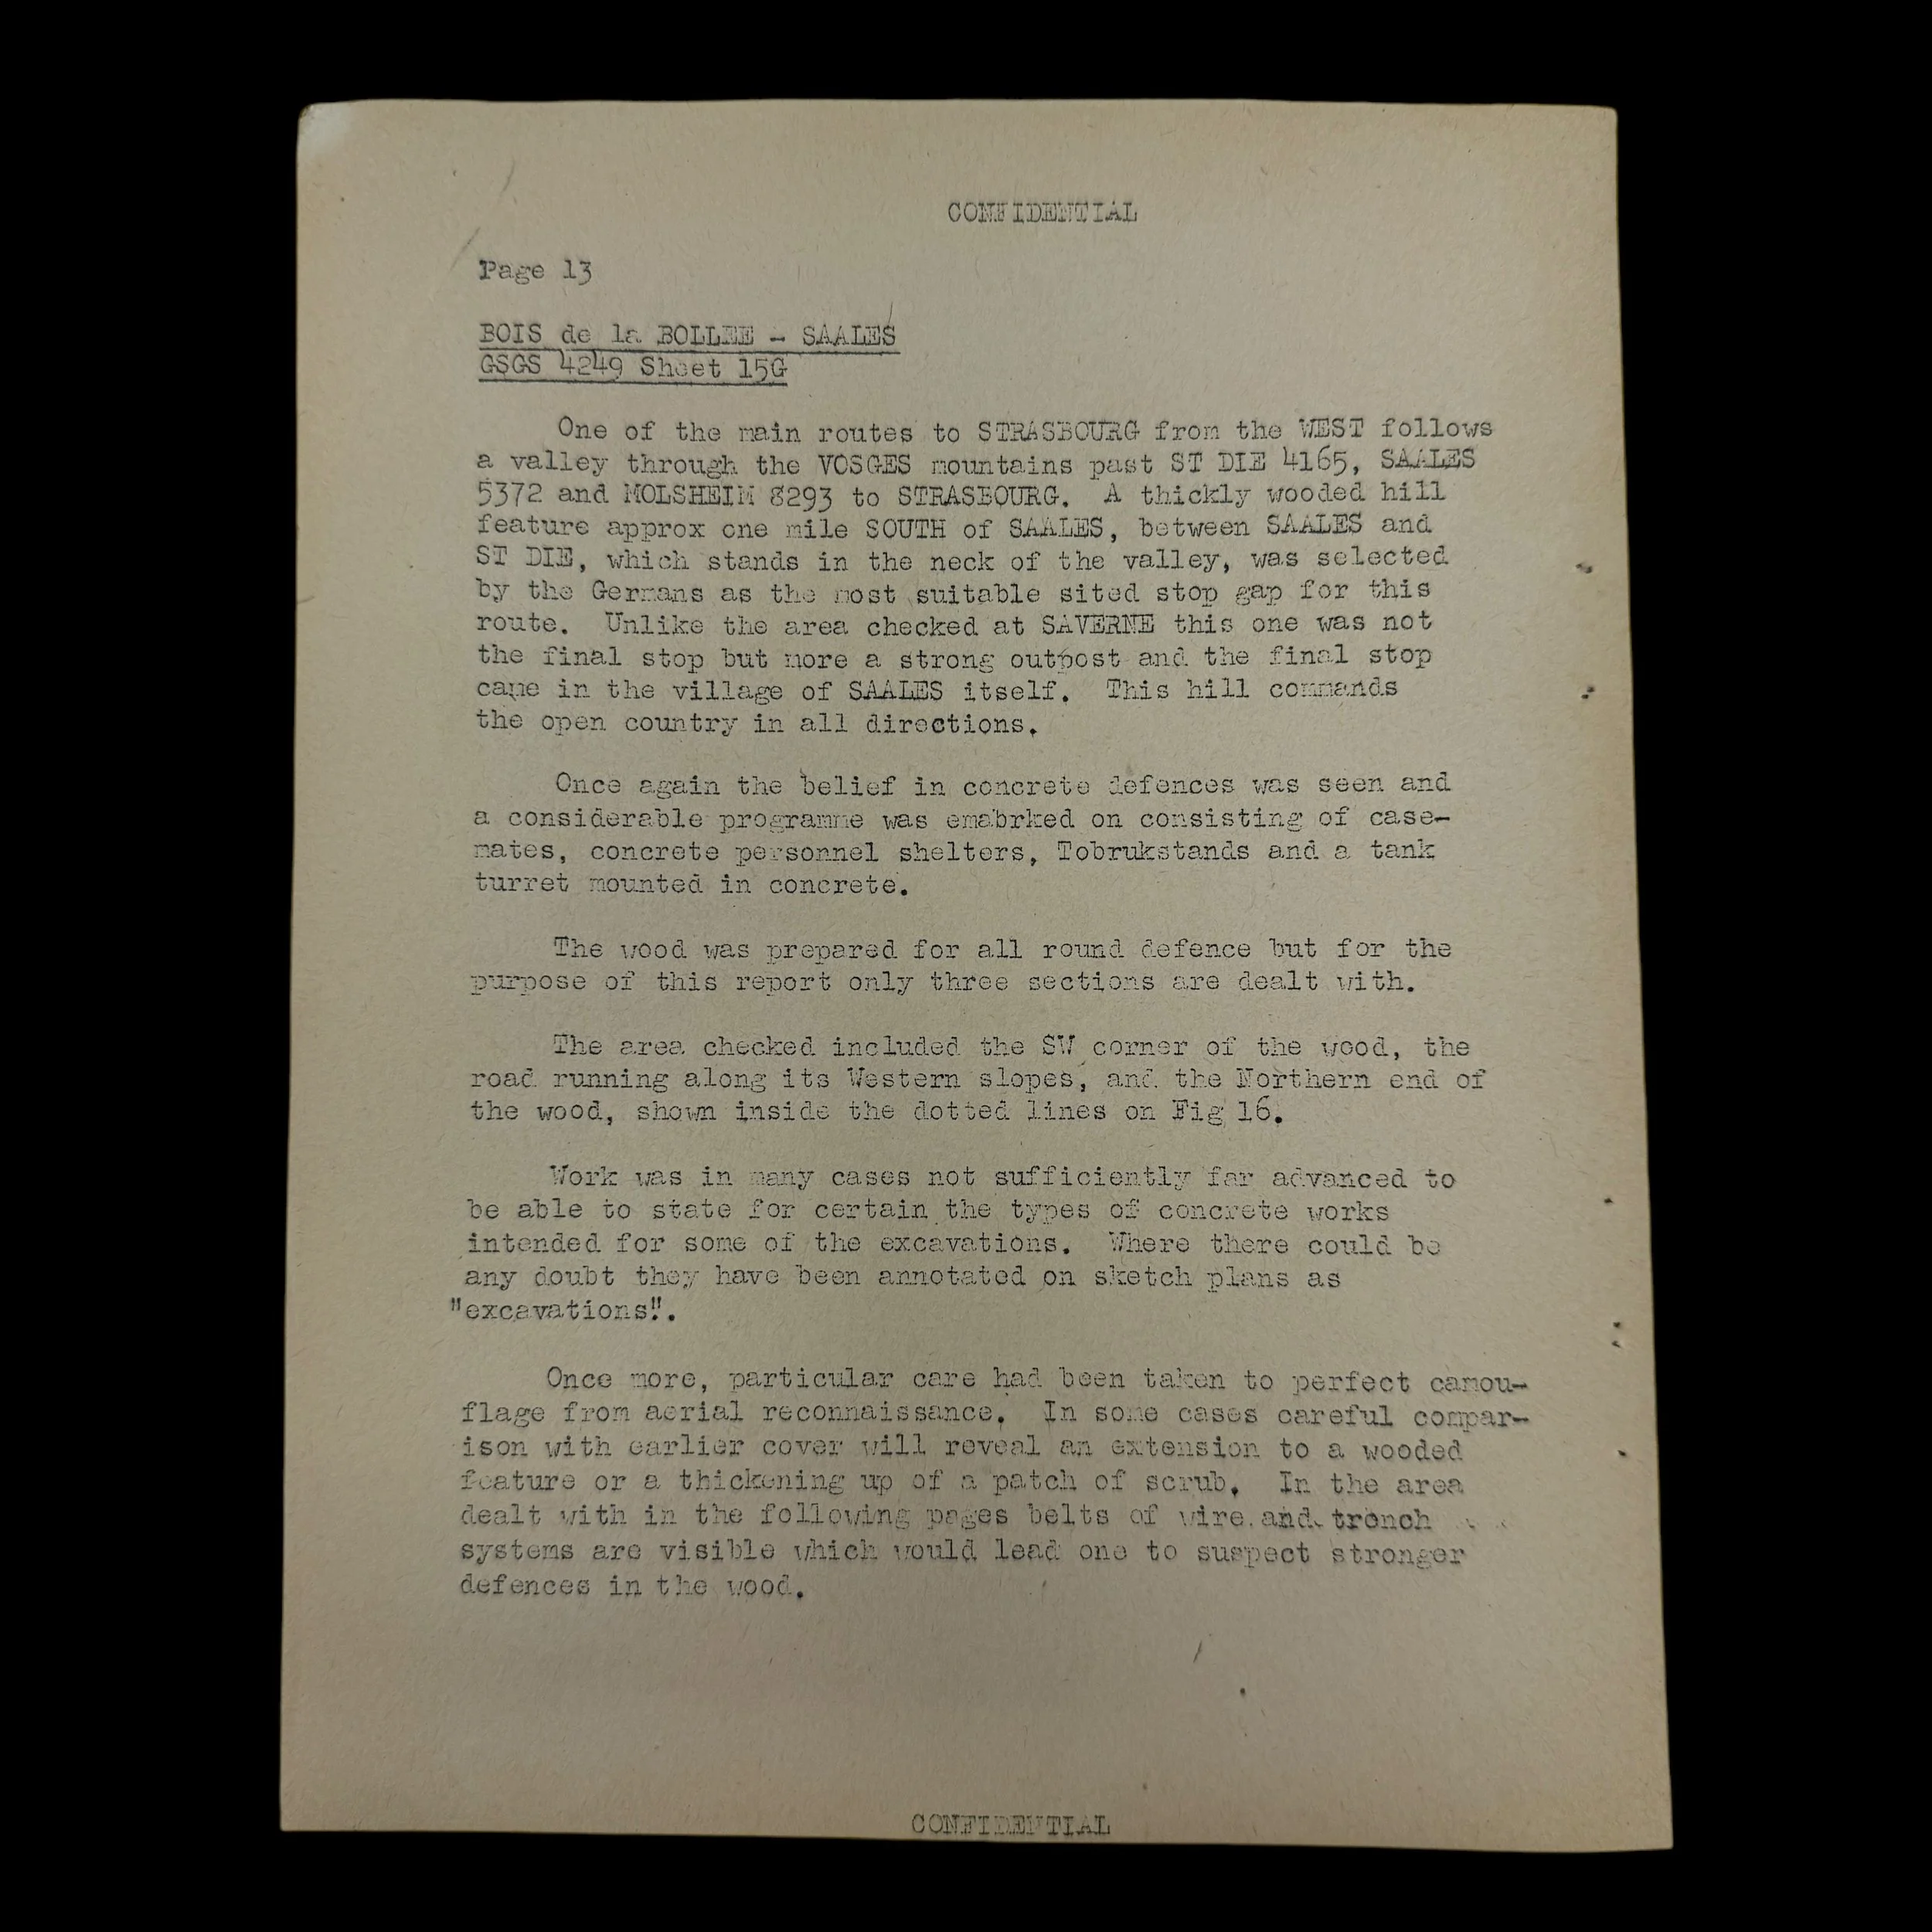 CONFIDENTIAL
Page 13
BOIS de la BOLLEE - SAALES
GSGS 4249 Sheet 15G
One of the main routes to STRASBOURG from the WEST follows
a valley through the VOSGES mountains past ST DIE 4165, SAALES
5372 and MOLSHEIM 8293 to STRASBOURG. A thickly wooded hill
feature approx one mile SOUTH of SAALES, between SAALES and
ST DIE, which stands in the neck of the valley, was selected
by the Germans as the most suitable sited stop gap for this
route. Unlike the area checked at SAVERNE this one was not
the final stop but more a strong outpost and the final stop
came in the village of SAALES itself. This hill commands
the open country in all directions.
Once again the belief in concrete defences was seen and
a considerable programme was emabrked on consisting of case-
mates, concrete personnel shelters, Tobrukstands and a tank
turret mounted in concrete.
The wood was prepared for all round defence but for the
purpose of this report only three sections are dealt with.
The area checked included the SW corner of the wood, the
road running along its Western slopes, and the Northern end of
the wood, shown inside the dotted lines on Fig 16.
Work was in many cases not sufficiently far advanced to
be able to state for certain the types of concrete works
intended for some of the excavations. Where there could be
any doubt they have been annotated on sketch plans as
"excavations".
Once more, particular care had been taken to perfect camou-
flage from aerial reconnaissance. In some cases careful compar-
ison with earlier cover will reveal an extension to a wooded
feature or a thickening up of a patch of scrub. In the area
dealt with in the following pages belts of wire and trench
systems are visible which would lead one to suspect stronger
defences in the wood.
CONFIDENTIAL